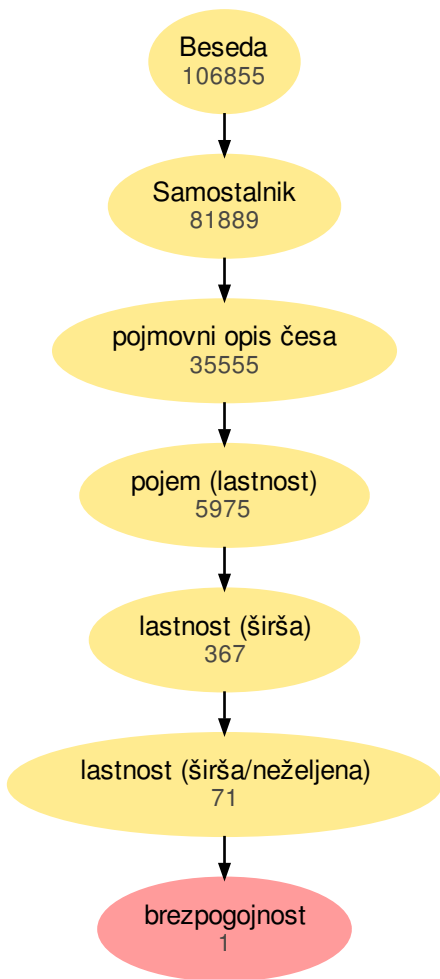 Beseda
106855
Samostalnik
81889
pojmovni opis česa
35555
pojem (lastnost)
5975
lastnost (širša)
367
lastnost (širša/neželjena)
71
brezpogojnost
1